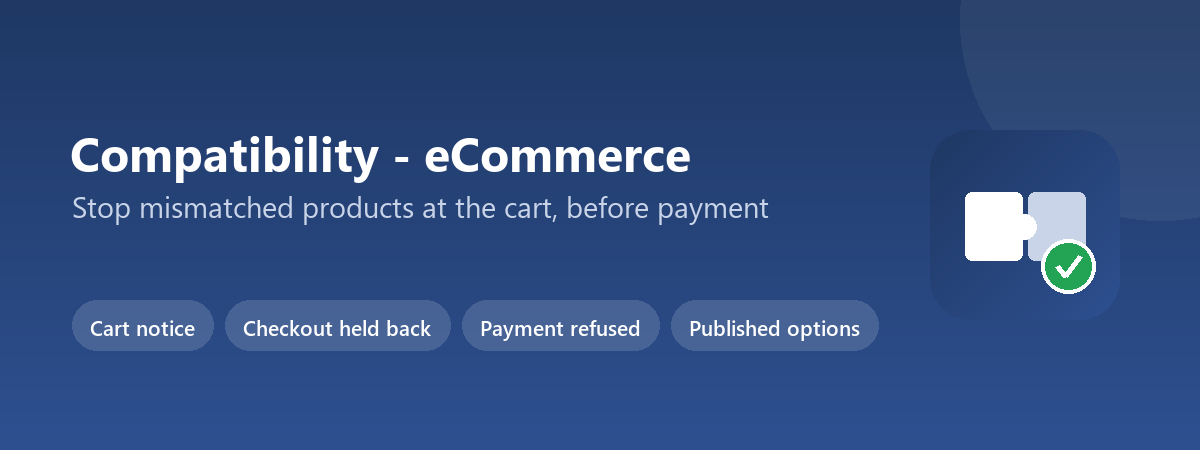 Compatibility - eCommerce
Stop mismatched products at the cart, before payment
Cart notice
Checkout held back
Payment refused
Published options